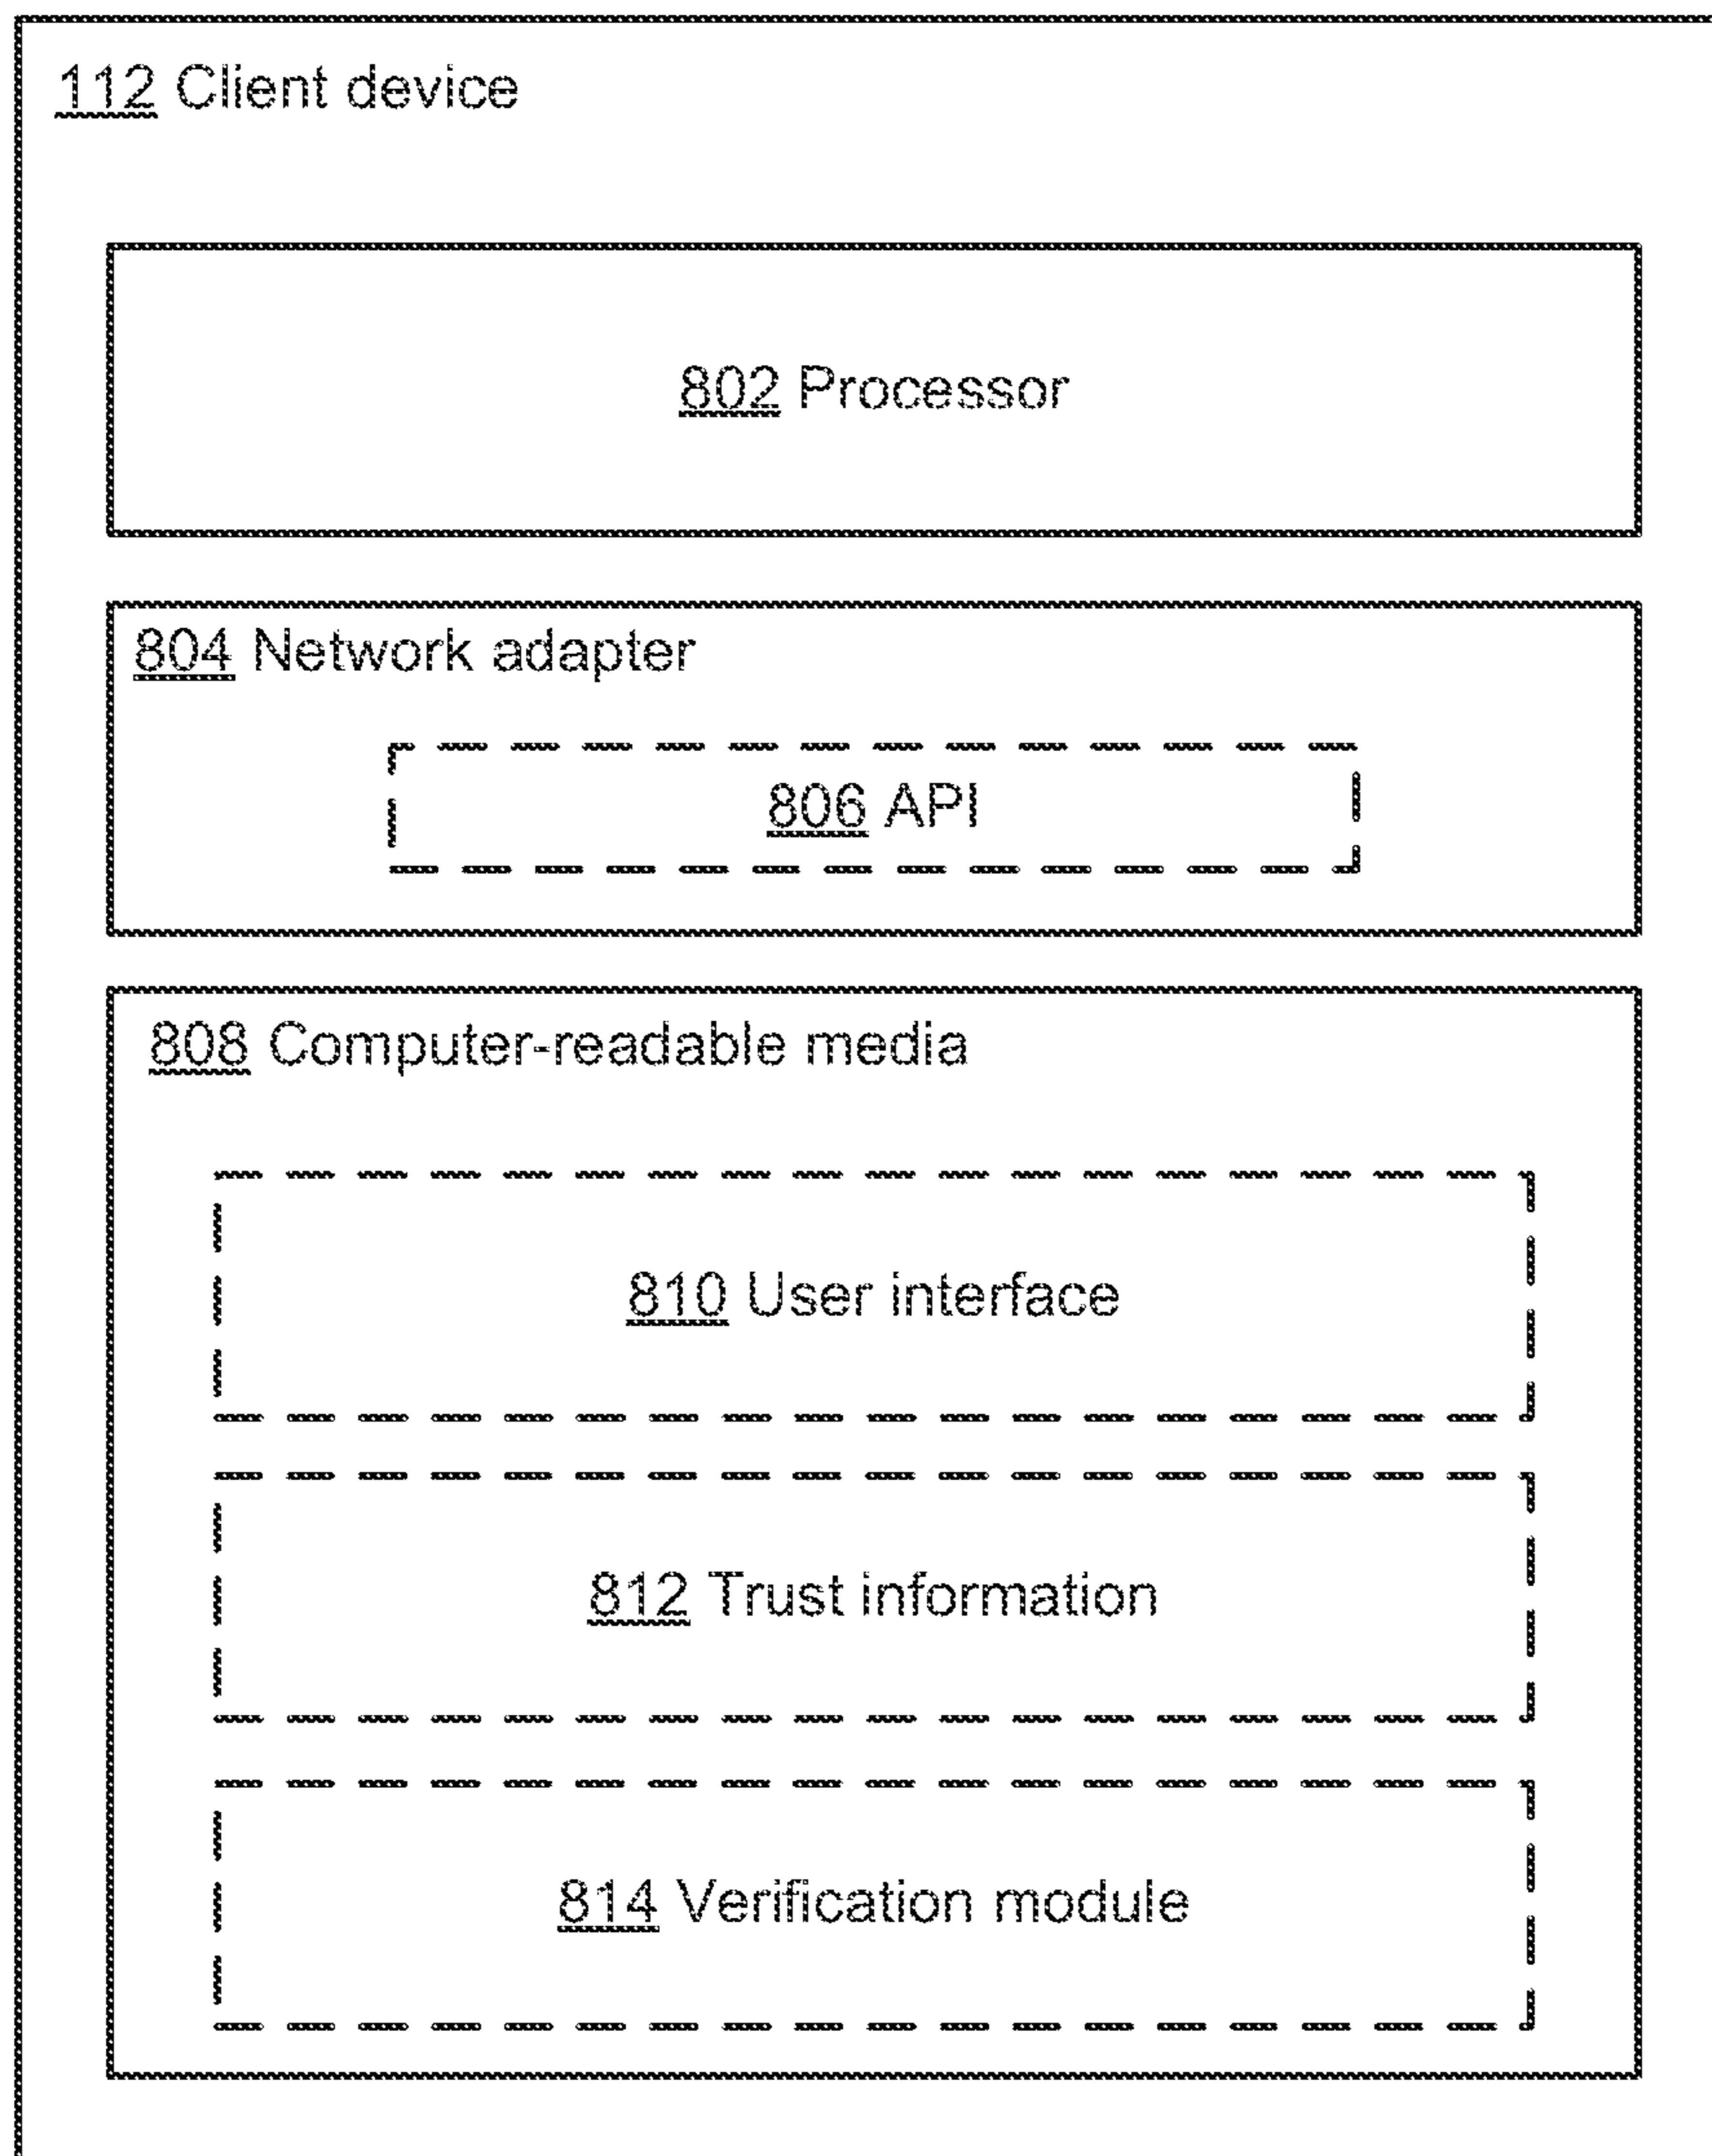 112 Client device
802 Processor
804 Network adapter
806 API
808 Computer-readable media
810 User interface
812 Trust information
814 Verification module